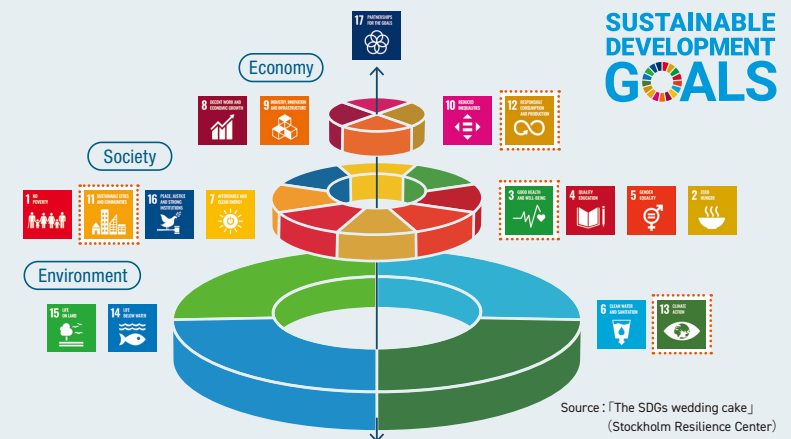 SUSTAINABLE
DEVELOPMENT
GOALS
17 PARTNERSHIPS
FOR THE GOALS
Economy
8 DECENT WORK AND
ECONOMIC GROWTH
9 INDUSTRY, INNOVATION
AND INFRASTRUCTURE
10 REDUCED
INEQUALITIES
12 RESPONSIBLE
CONSUMPTION
AND PRODUCTION
Society
1 NO
POVERTY
11 SUSTAINABLE CITIES
AND COMMUNITIES
16 PEACE, JUSTICE
AND STRONG
INSTITUTIONS
7 AFFORDABLE AND
CLEAN ENERGY
3 GOOD HEALTH
AND WELL-BEING
4 QUALITY
EDUCATION
5 GENDER
EQUALITY
2 ZERO
HUNGER
Environment
15 LIFE
ON LAND
14 LIFE
BELOW WATER
6 CLEAN WATER
AND SANITATION
13 CLIMATE
ACTION
Source：「The SDGs wedding cake」
（Stockholm Resilience Center）